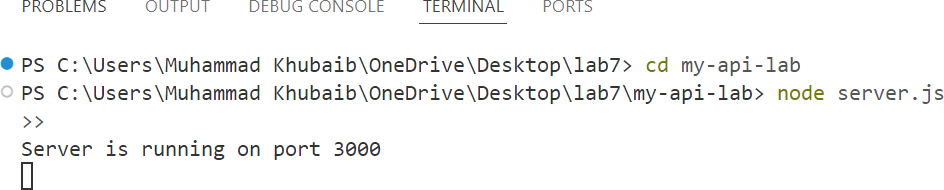 PROBLEMS OUTPUT DEBUG CONSOLE TERMINAL PORTS
PS C:\Users\Muhammad Khubaib\OneDrive\Desktop\lab7> cd my-api-lab
PS C:\Users\Muhammad Khubaib\OneDrive\Desktop\lab7\my-api-lab> node server.js
>>
Server is running on port 3000